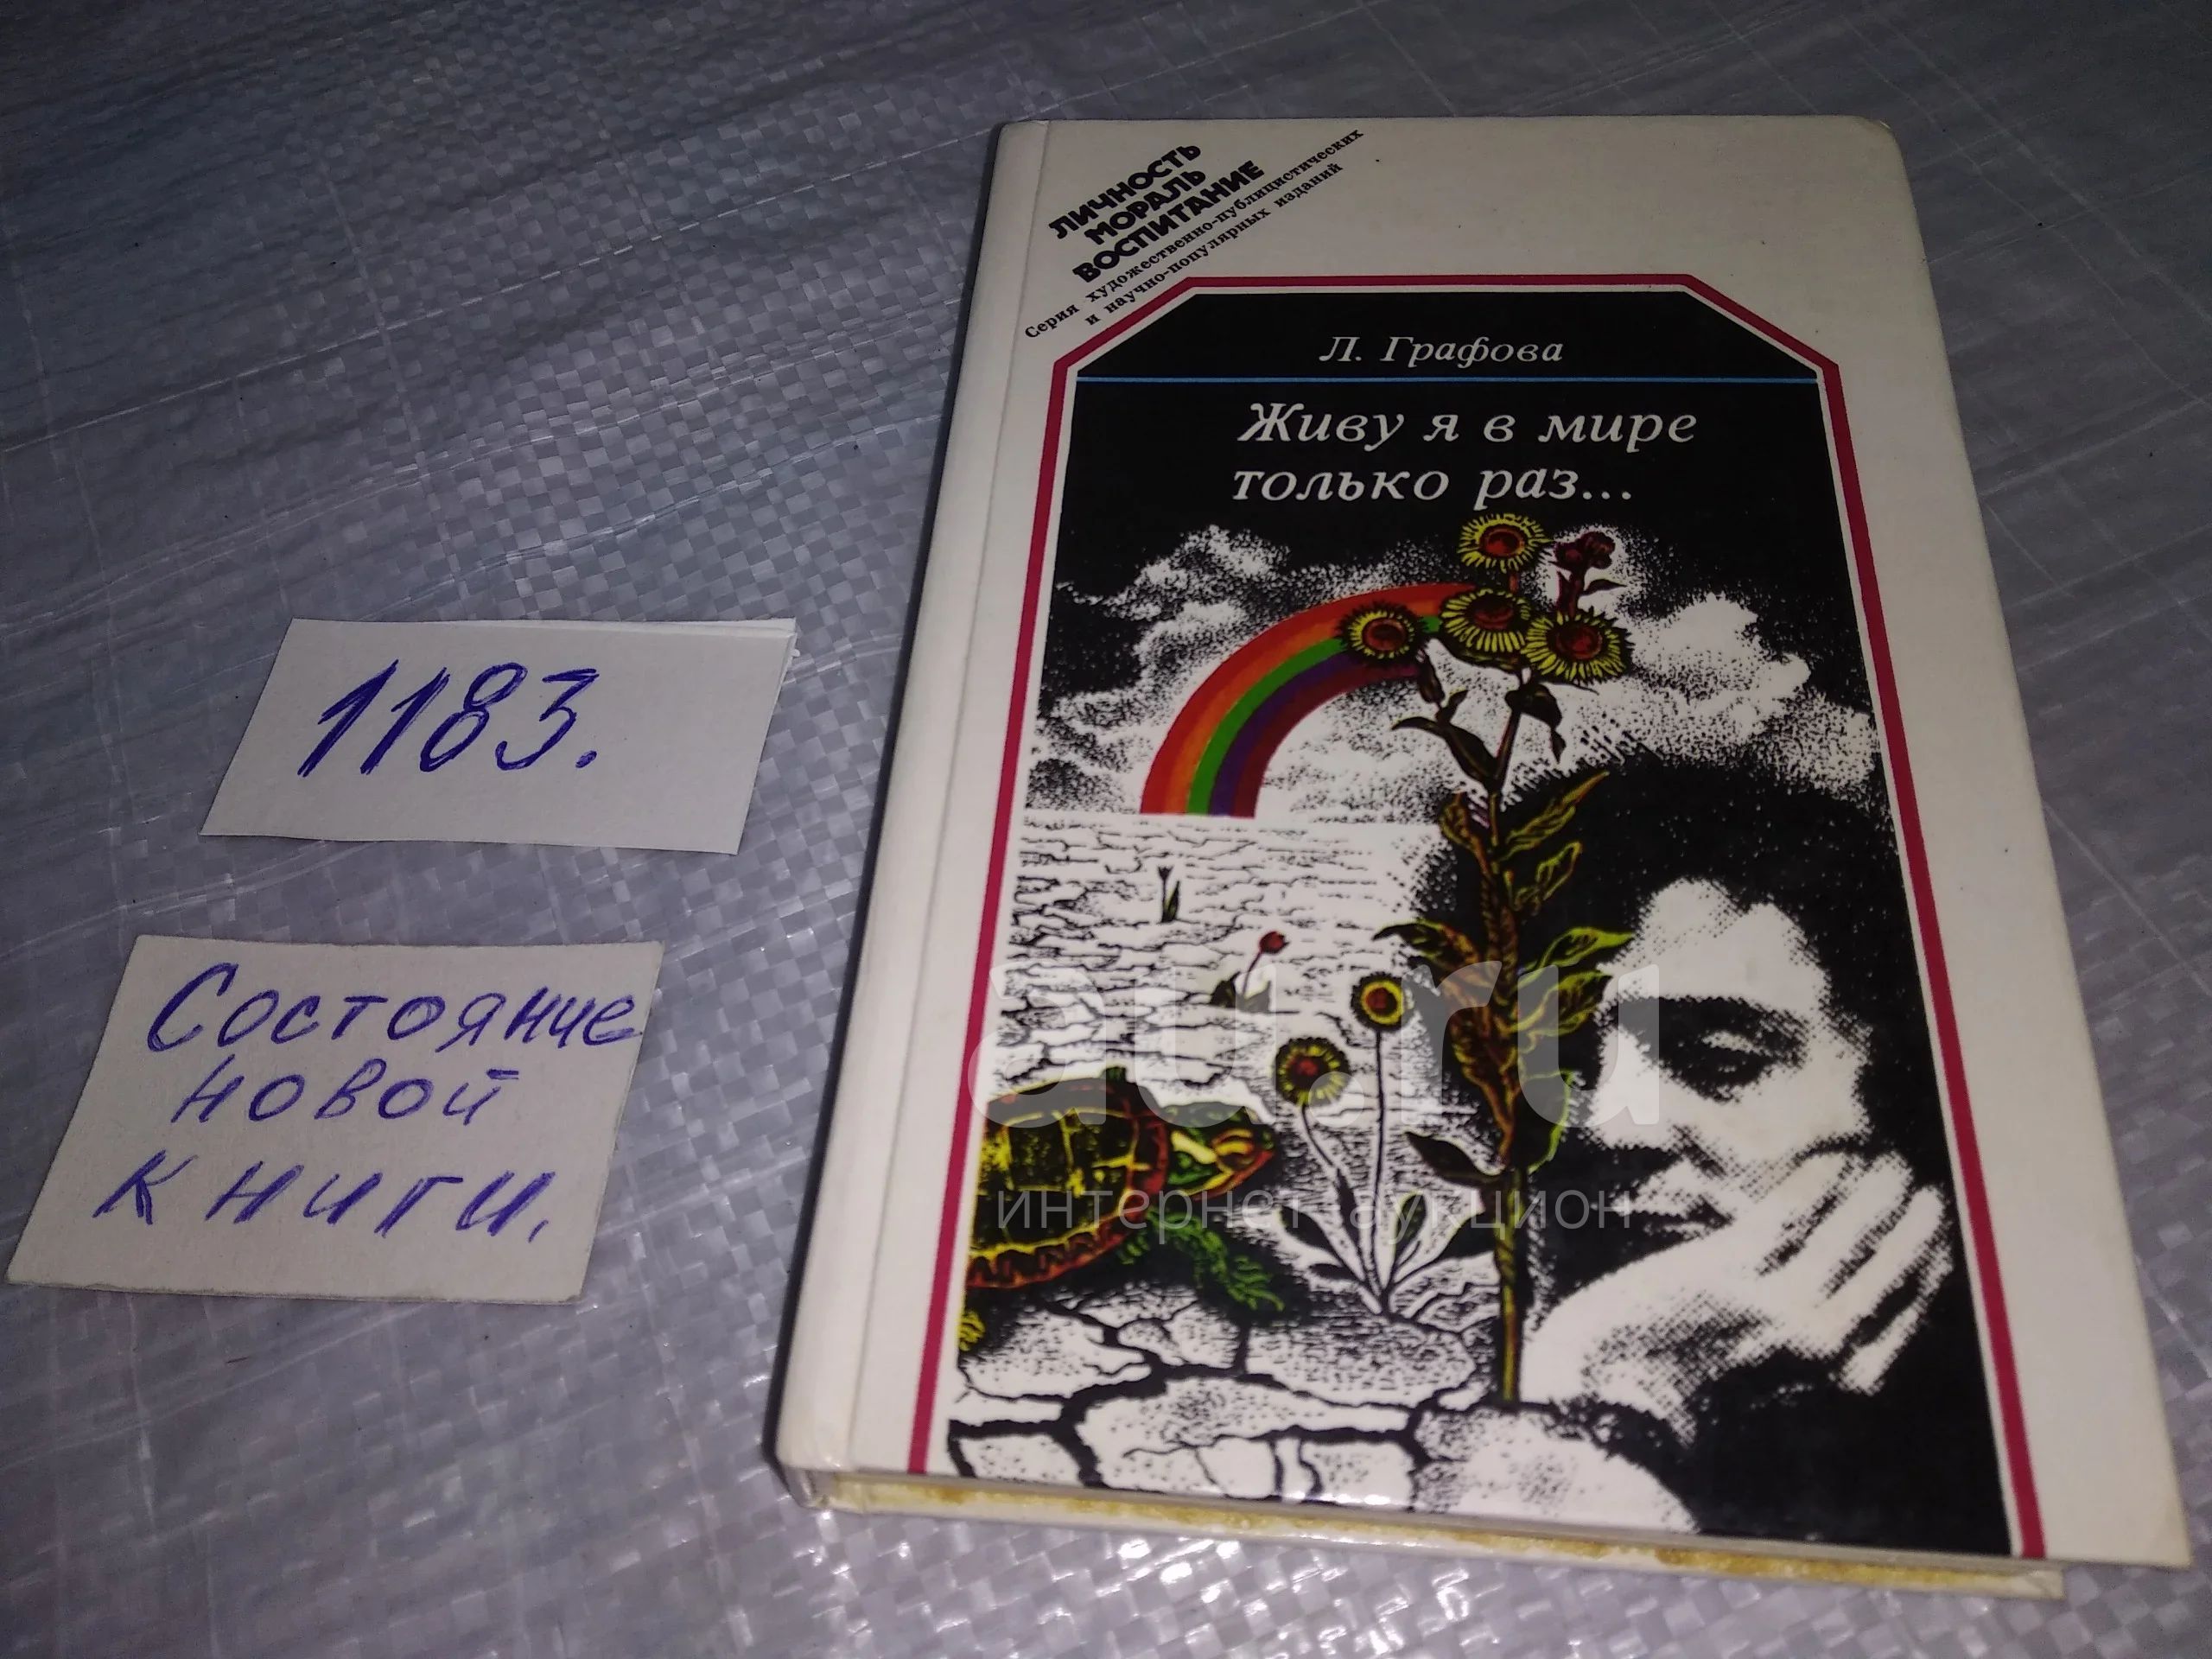 ЛИЧНОСТЬ
МОРАЛЬ
ВОСПИТАНИЕ
Серия художественно-публицистических
и научно-популярных изданий
Л. Графова
Живу я в мире
только раз...
1183.
Состояние
новой
книги.
au.ru
интернет-аукцион